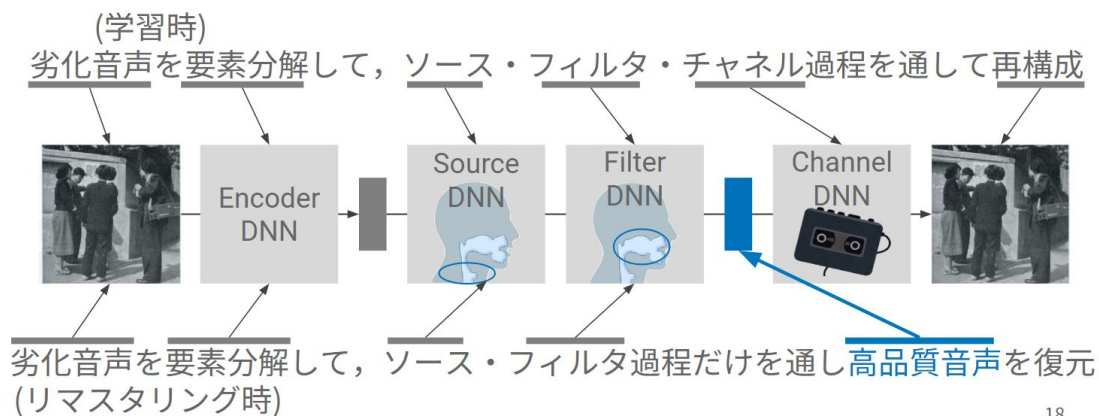 (学習時)
劣化音声を要素分解して，ソース・フィルタ・チャネル過程を通して再構成
Encoder
DNN
Source
DNN
Filter
DNN
Channel
DNN
劣化音声を要素分解して，ソース・フィルタ過程だけを通し高品質音声を復元
(リマスタリング時)
18